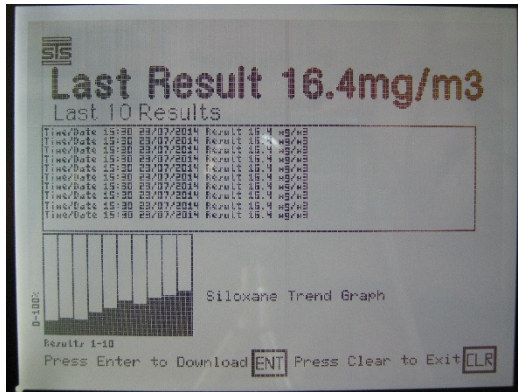 STS
Last Result 16.4mg/m3
Last 10 Results
Time/Date 15:30 23/07/2014 Result 16.4 mg/m3
Time/Date 15:30 23/07/2014 Result 16.4 mg/m3
Time/Date 15:30 23/07/2014 Result 16.4 mg/m3
Time/Date 15:30 23/07/2014 Result 16.4 mg/m3
Time/Date 15:30 23/07/2014 Result 16.4 mg/m3
Time/Date 15:30 23/07/2014 Result 16.4 mg/m3
Time/Date 15:30 23/07/2014 Result 16.4 mg/m3
Time/Date 15:30 23/07/2014 Result 16.4 mg/m3
Time/Date 15:30 23/07/2014 Result 16.4 mg/m3
Time/Date 15:30 23/07/2014 Result 16.4 mg/m3
0-100%
Siloxane Trend Graph
Results 1-10
Press Enter to Download ENT Press Clear to Exit CLR